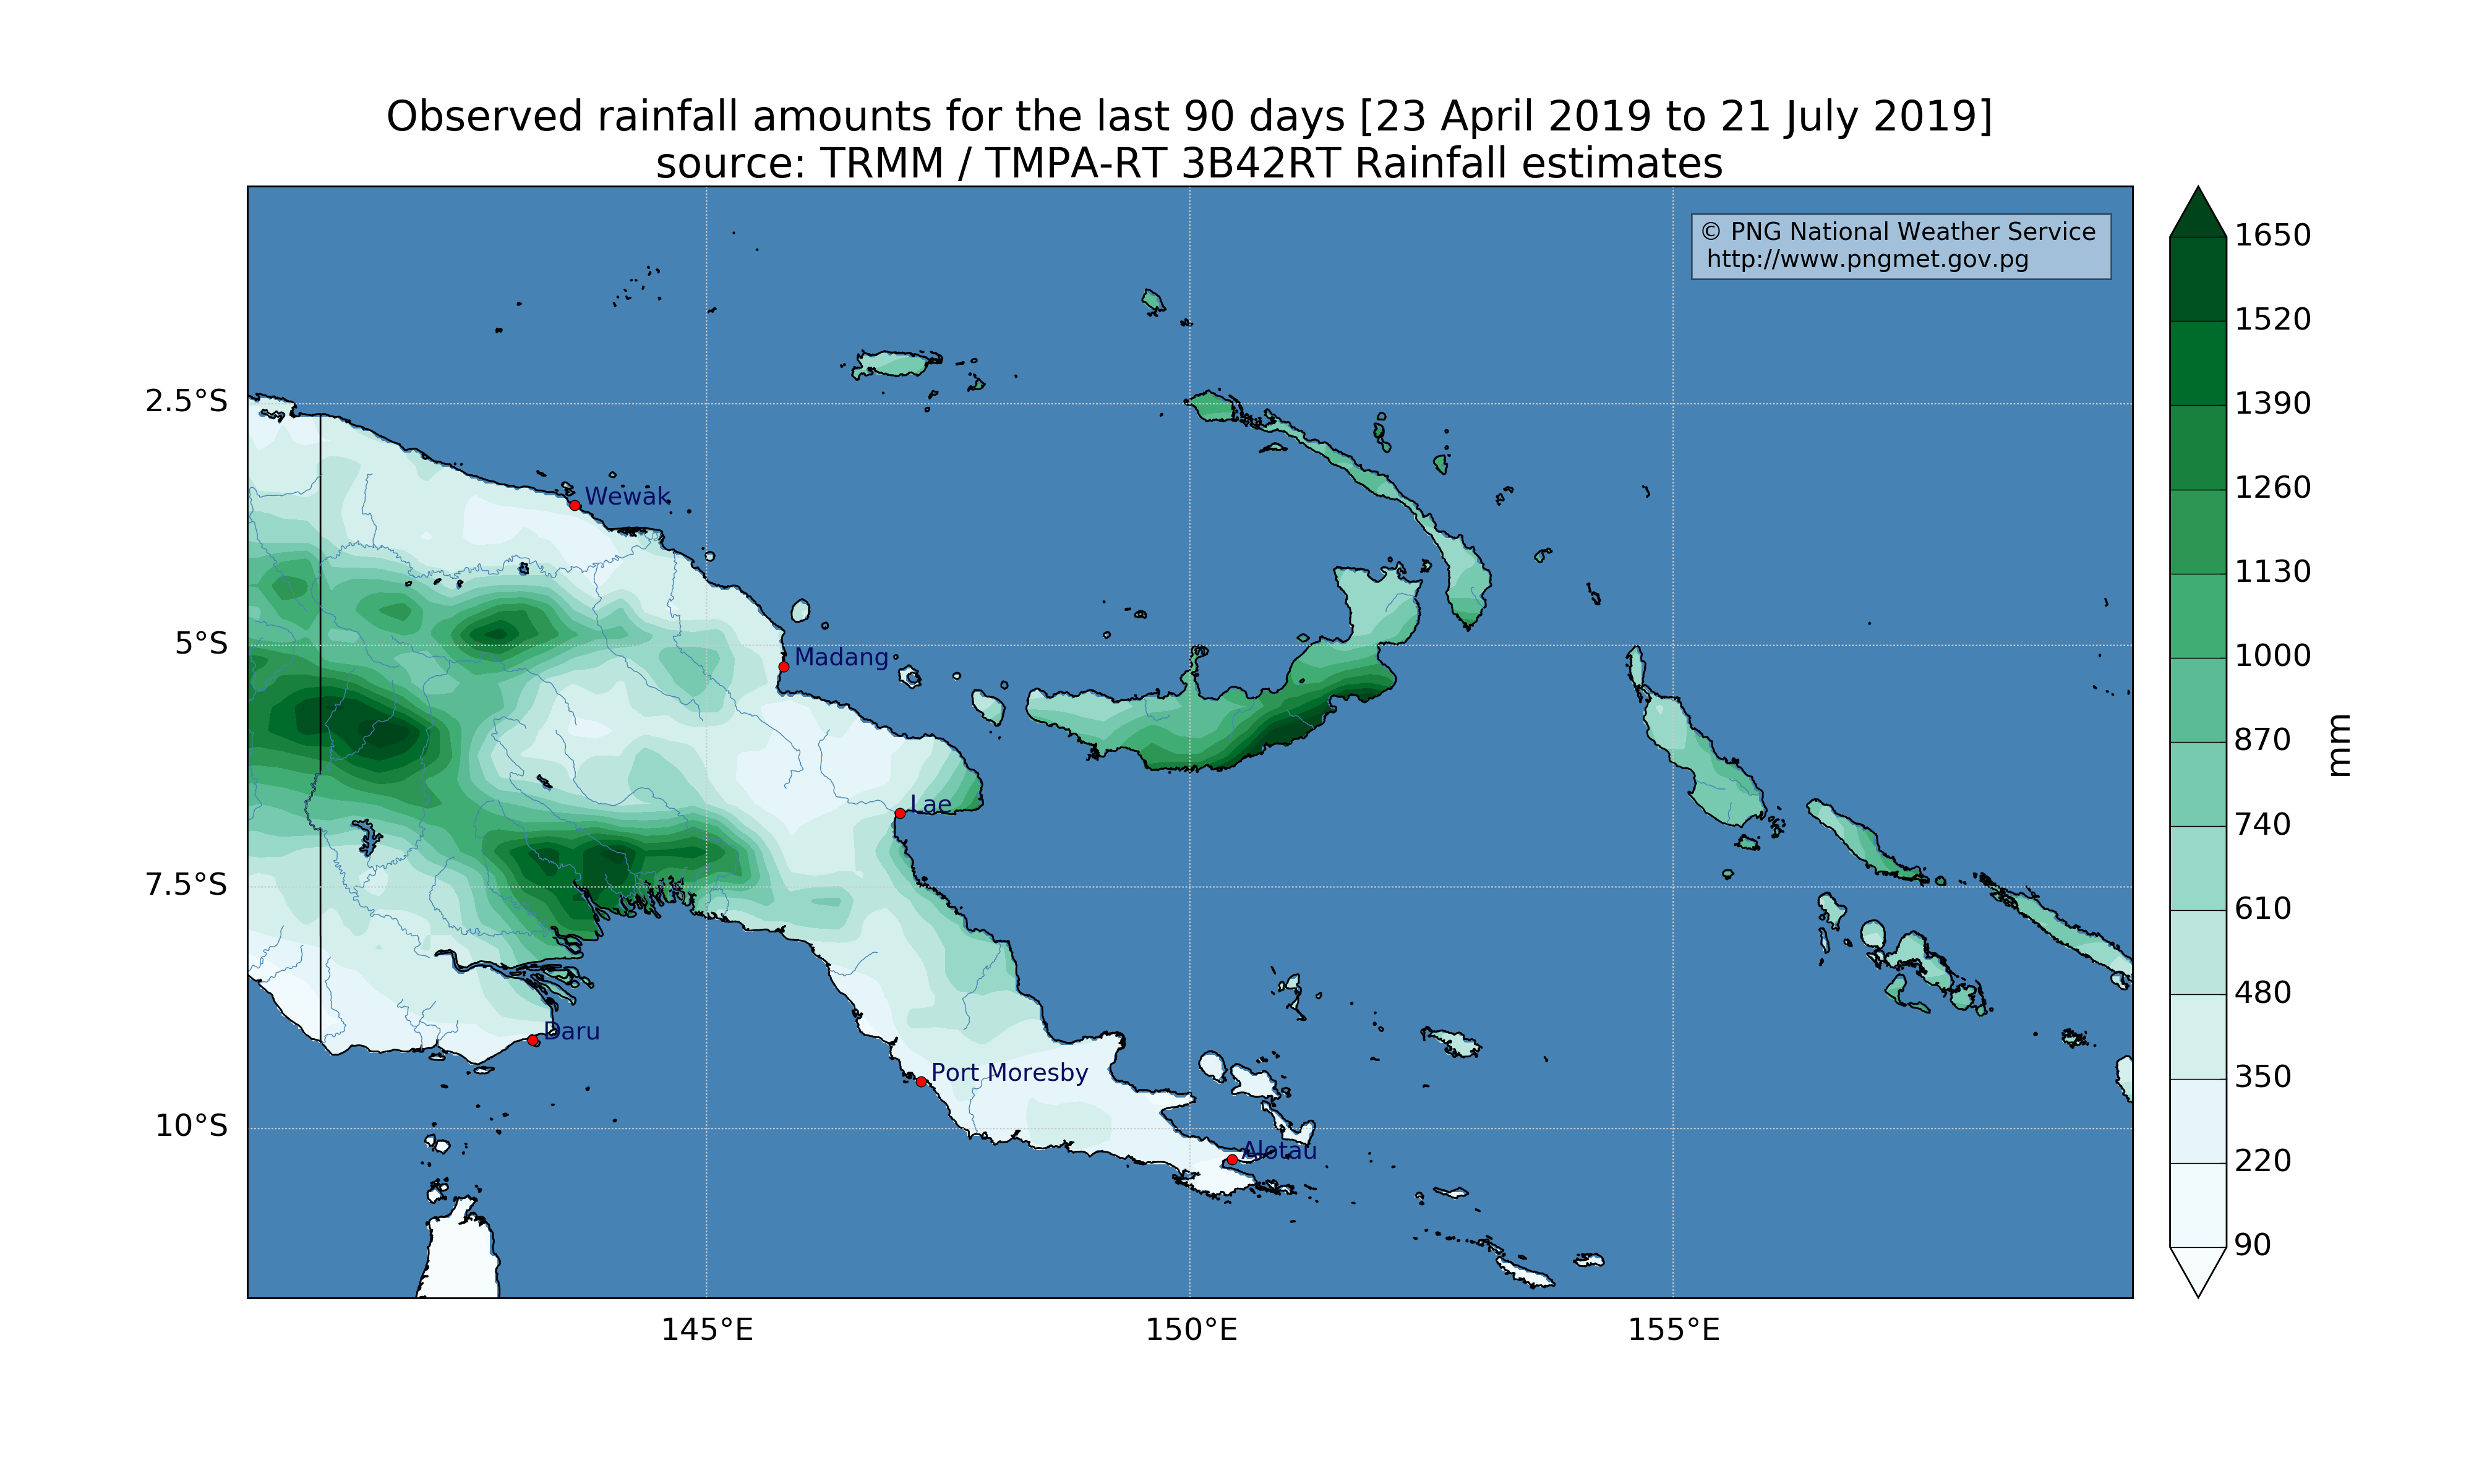 Observed rainfall amounts for the last 90 days [23 April 2019 to 21 July 2019]
source: TRMM / TMPA-RT 3B42RT Rainfall estimates
© PNG National Weather Service
http://www.pngmet.gov.pg
2.5°S
5°S
7.5°S
10°S
Wewak
Madang
Lae
Daru
Port Moresby
Alotau
145°E
150°E
155°E
1650
1520
1390
1260
1130
1000
870
740
610
480
350
220
90
mm